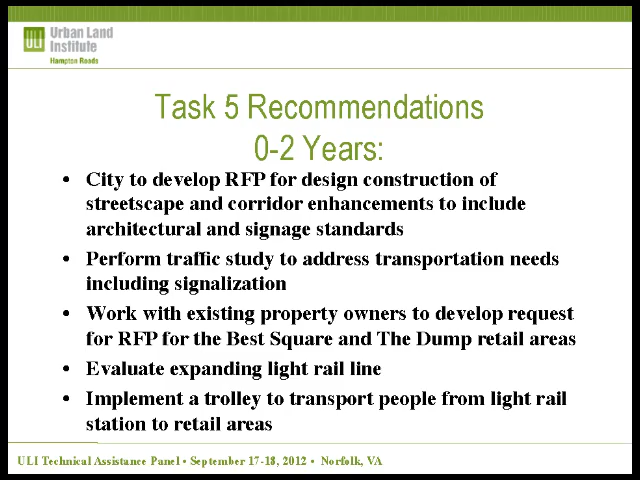 ULI Urban Land
Institute
Hampton Roads
Task 5 Recommendations
0-2 Years:
• City to develop RFP for design construction of
streetscape and corridor enhancements to include
architectural and signage standards
• Perform traffic study to address transportation needs
including signalization
• Work with existing property owners to develop request
for RFP for the Best Square and The Dump retail areas
• Evaluate expanding light rail line
• Implement a trolley to transport people from light rail
station to retail areas
ULI Technical Assistance Panel • September 17-18, 2012 • Norfolk, VA